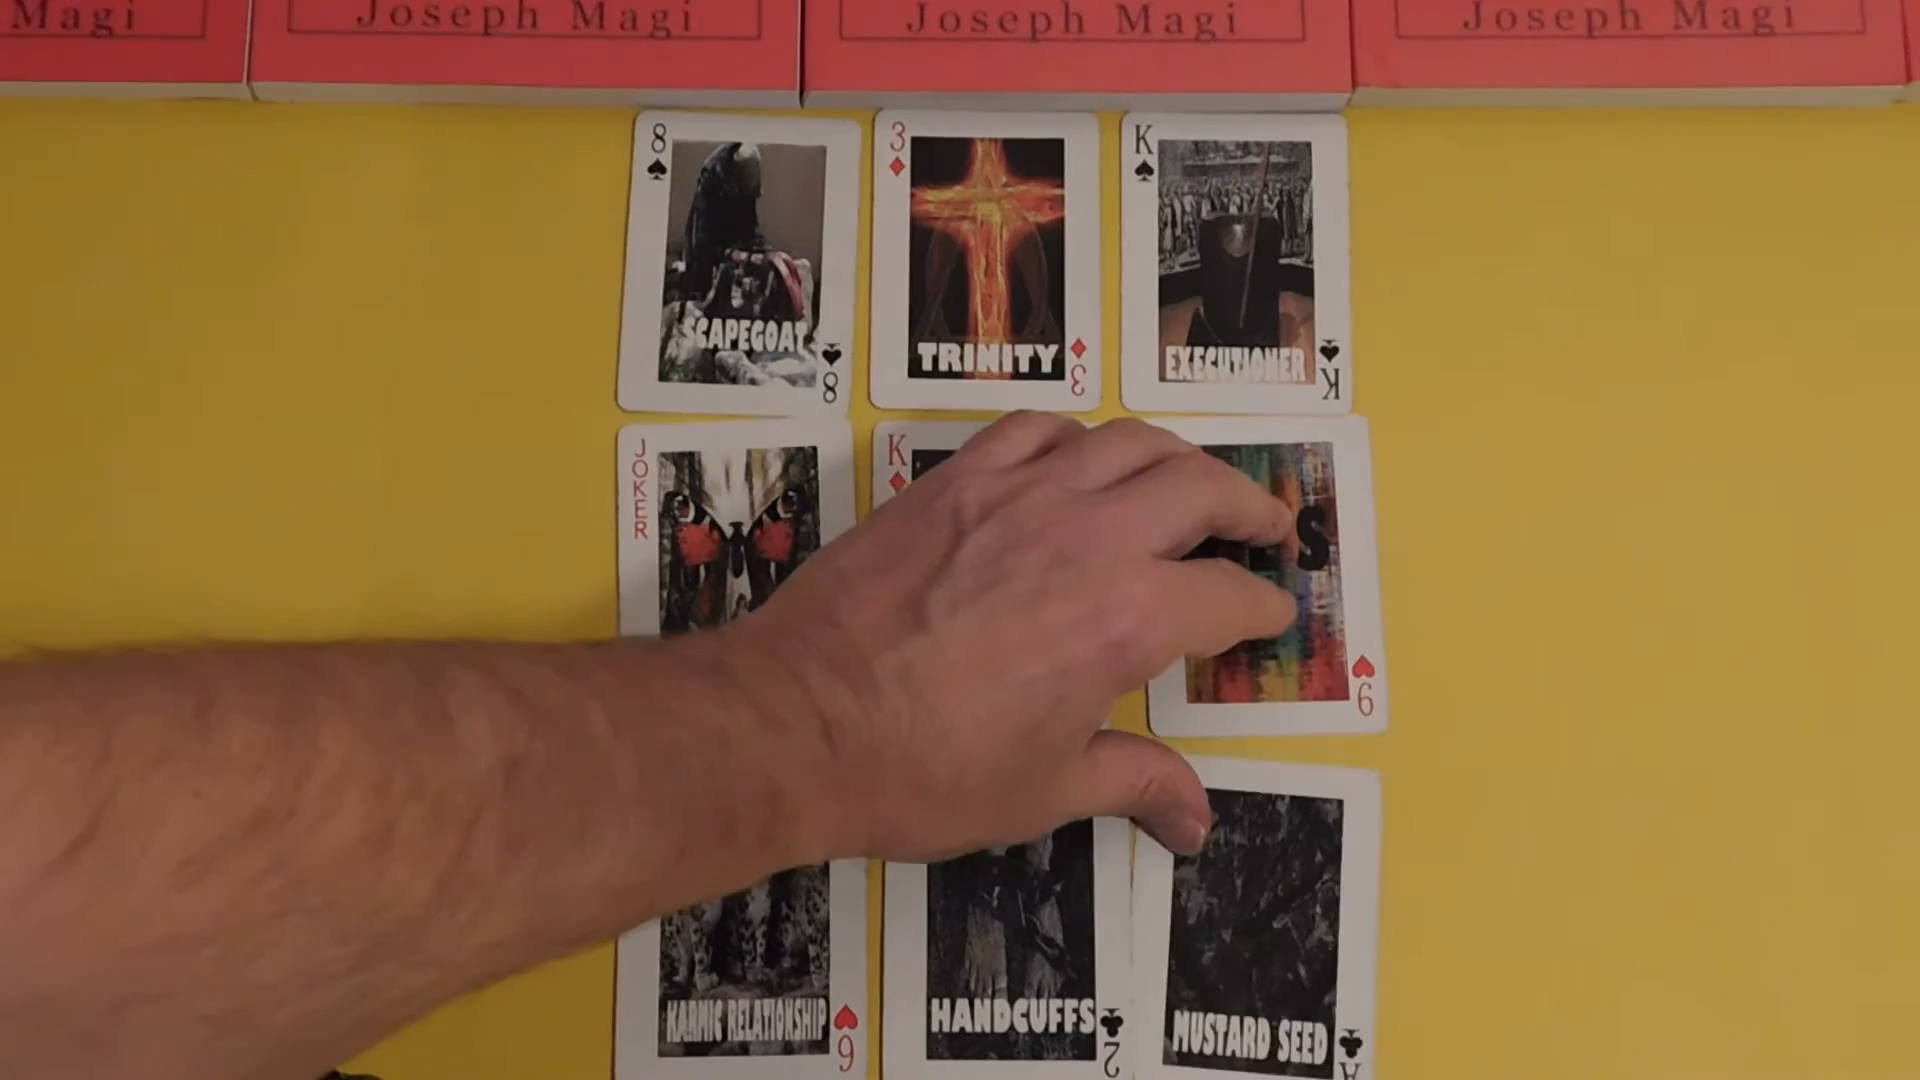 Magi
Joseph Magi
Joseph Magi
Joseph Magi
8
SCAPEGOAT
8
3
TRINITY
3
K
EXECUTIONER
K
JOKER
K
S
9
KARMIC RELATIONSHIP
6
HANDCUFFS
2
MUSTARD SEED
A